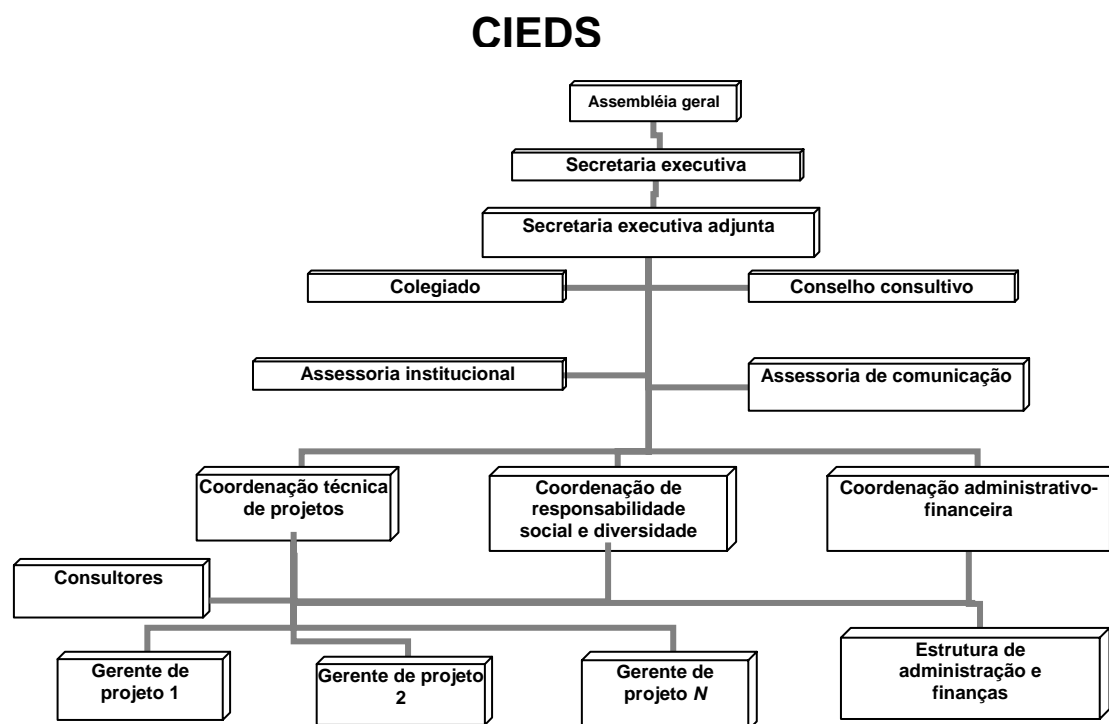 CIEDS
Assembléia geral
Secretaria executiva
Secretaria executiva adjunta
Colegiado
Conselho consultivo
Assessoria institucional
Assessoria de comunicação
Coordenação técnica
de projetos
Coordenação de
responsabilidade
social e diversidade
Coordenação administrativo-
financeira
Consultores
Gerente de
projeto 1
Gerente de projeto
2
Gerente de
projeto N
Estrutura de
administração e
finanças